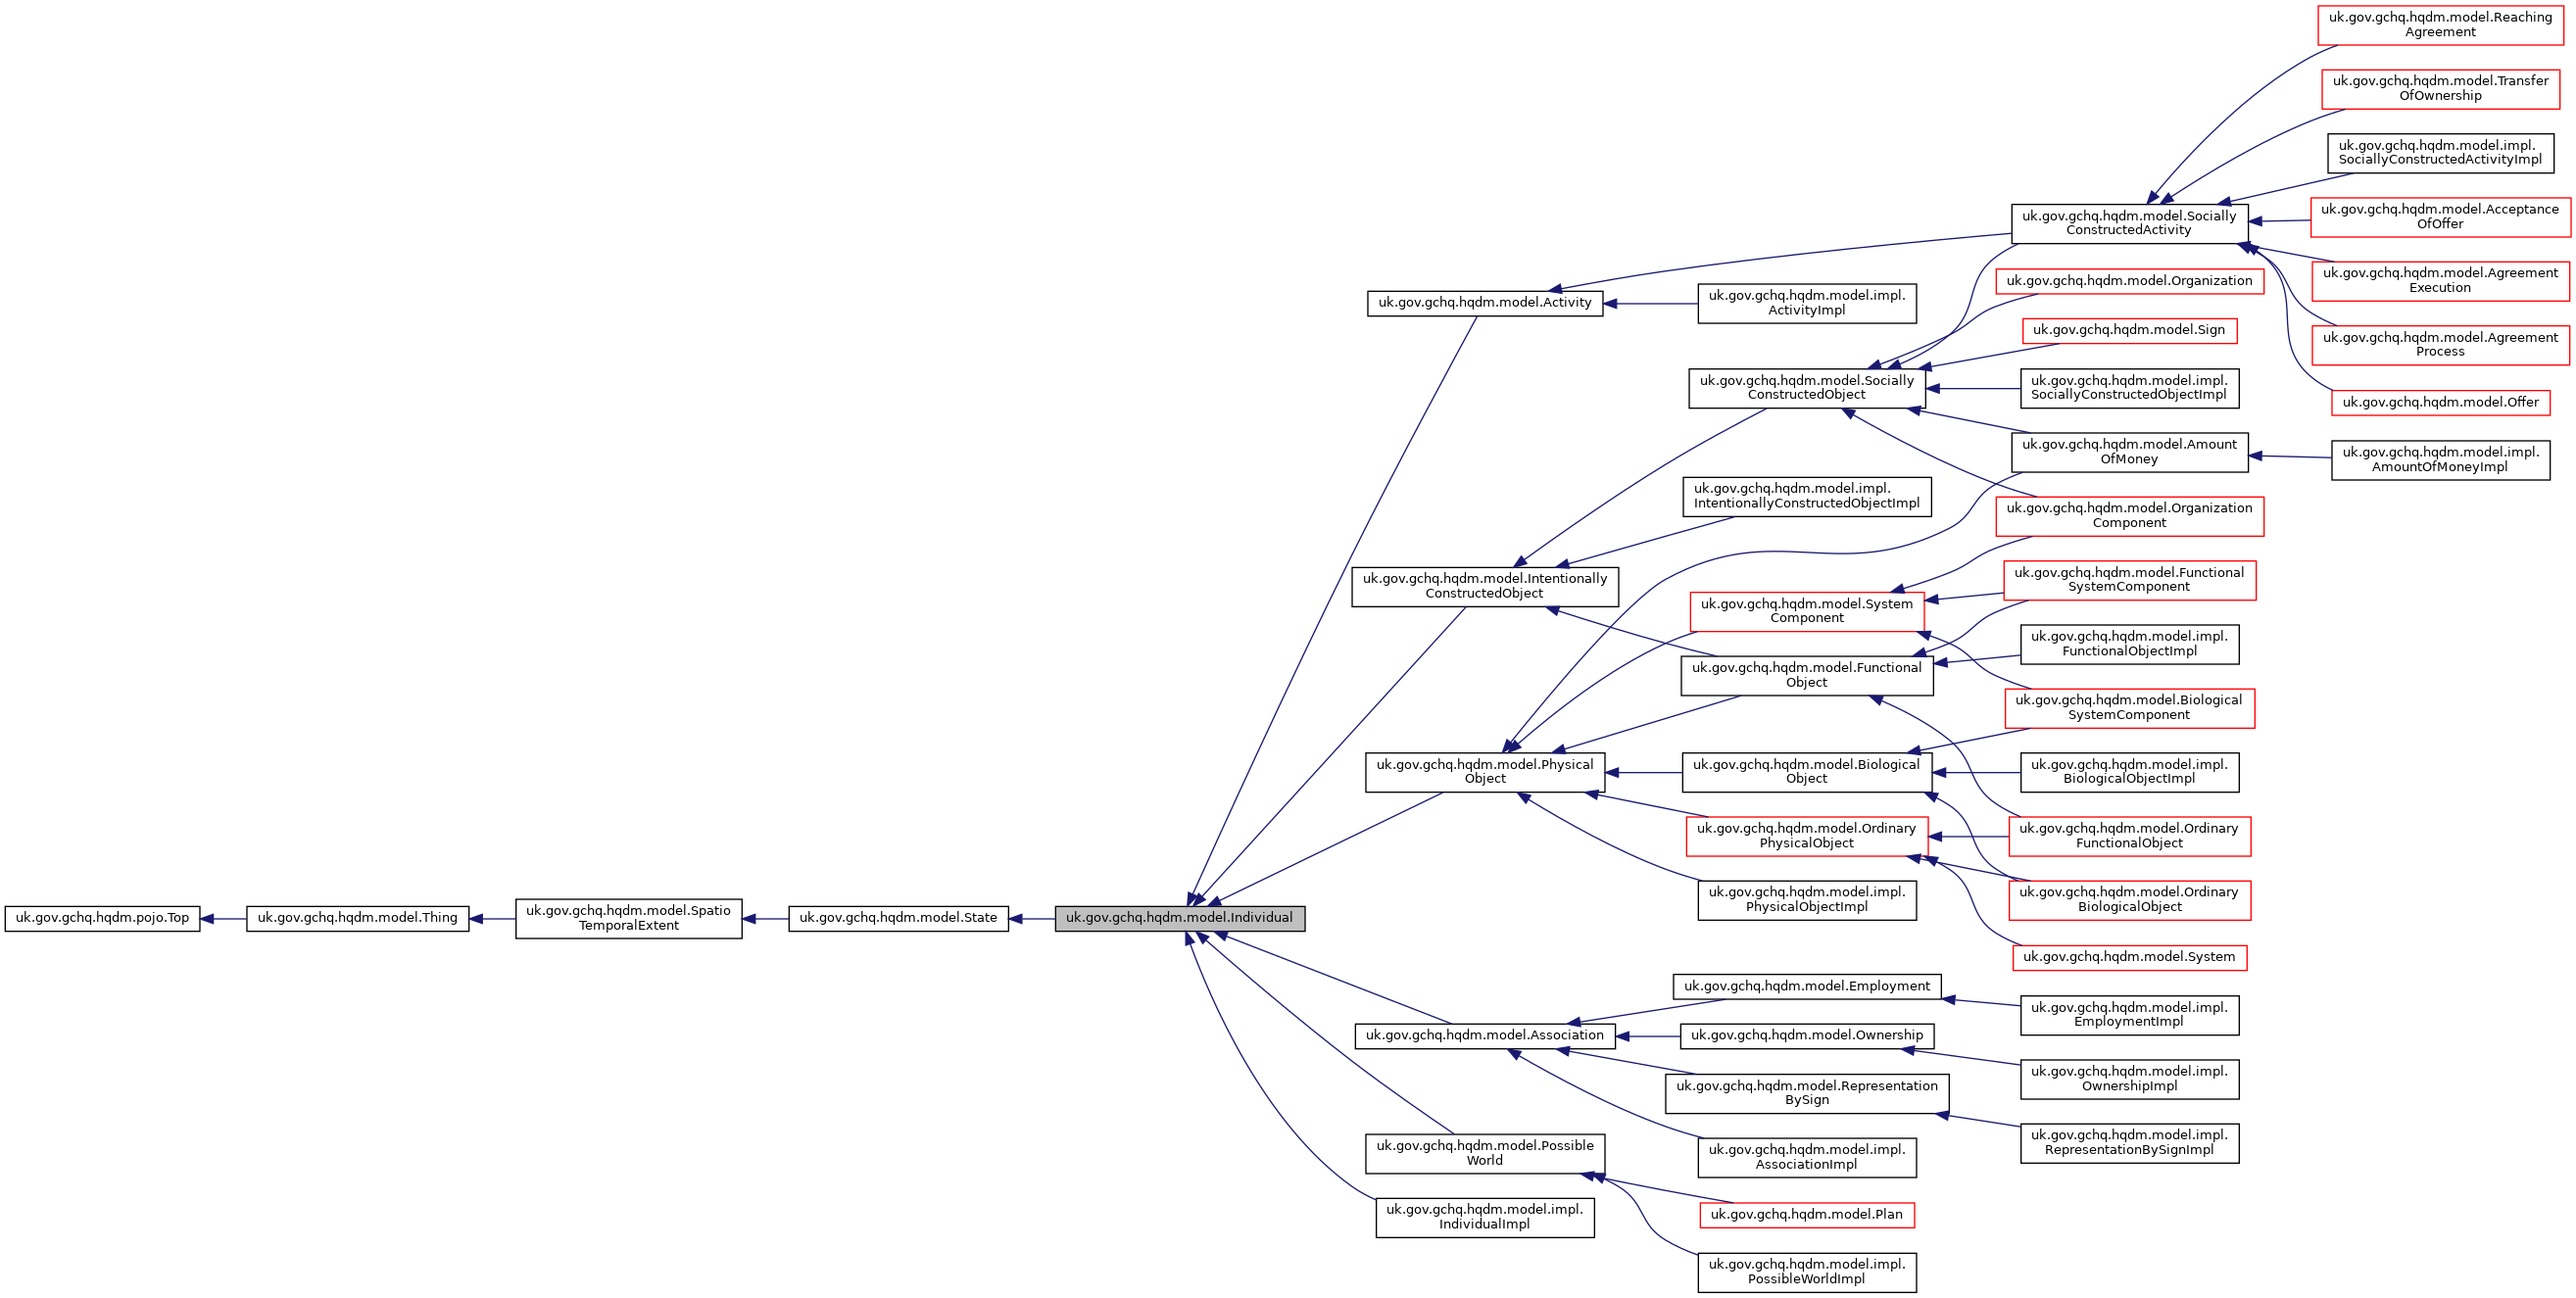 uk.gov.gchq.hqdm.pojo.Top
uk.gov.gchq.hqdm.model.Thing
uk.gov.gchq.hqdm.model.Spatio
TemporalExtent
uk.gov.gchq.hqdm.model.State
uk.gov.gchq.hqdm.model.Individual
uk.gov.gchq.hqdm.model.Activity
uk.gov.gchq.hqdm.model.Intentionally
ConstructedObject
uk.gov.gchq.hqdm.model.Physical
Object
uk.gov.gchq.hqdm.model.Association
uk.gov.gchq.hqdm.model.Possible
World
uk.gov.gchq.hqdm.model.impl.
IndividualImpl
uk.gov.gchq.hqdm.model.impl.
ActivityImpl
uk.gov.gchq.hqdm.model.Socially
ConstructedObject
uk.gov.gchq.hqdm.model.impl.
IntentionallyConstructedObjectImpl
uk.gov.gchq.hqdm.model.System
Component
uk.gov.gchq.hqdm.model.Functional
Object
uk.gov.gchq.hqdm.model.Biological
Object
uk.gov.gchq.hqdm.model.Ordinary
PhysicalObject
uk.gov.gchq.hqdm.model.impl.
PhysicalObjectImpl
uk.gov.gchq.hqdm.model.Employment
uk.gov.gchq.hqdm.model.Ownership
uk.gov.gchq.hqdm.model.Representation
BySign
uk.gov.gchq.hqdm.model.impl.
AssociationImpl
uk.gov.gchq.hqdm.model.Plan
uk.gov.gchq.hqdm.model.impl.
PossibleWorldImpl
uk.gov.gchq.hqdm.model.Socially
ConstructedActivity
uk.gov.gchq.hqdm.model.Organization
uk.gov.gchq.hqdm.model.Sign
uk.gov.gchq.hqdm.model.impl.
SociallyConstructedObjectImpl
uk.gov.gchq.hqdm.model.Amount
OfMoney
uk.gov.gchq.hqdm.model.Organization
Component
uk.gov.gchq.hqdm.model.Functional
SystemComponent
uk.gov.gchq.hqdm.model.impl.
FunctionalObjectImpl
uk.gov.gchq.hqdm.model.Biological
SystemComponent
uk.gov.gchq.hqdm.model.impl.
BiologicalObjectImpl
uk.gov.gchq.hqdm.model.Ordinary
FunctionalObject
uk.gov.gchq.hqdm.model.Ordinary
BiologicalObject
uk.gov.gchq.hqdm.model.System
uk.gov.gchq.hqdm.model.impl.
EmploymentImpl
uk.gov.gchq.hqdm.model.impl.
OwnershipImpl
uk.gov.gchq.hqdm.model.impl.
RepresentationBySignImpl
uk.gov.gchq.hqdm.model.Reaching
Agreement
uk.gov.gchq.hqdm.model.Transfer
OfOwnership
uk.gov.gchq.hqdm.model.impl.
SociallyConstructedActivityImpl
uk.gov.gchq.hqdm.model.Acceptance
OfOffer
uk.gov.gchq.hqdm.model.Agreement
Execution
uk.gov.gchq.hqdm.model.Agreement
Process
uk.gov.gchq.hqdm.model.Offer
uk.gov.gchq.hqdm.model.impl.
AmountOfMoneyImpl